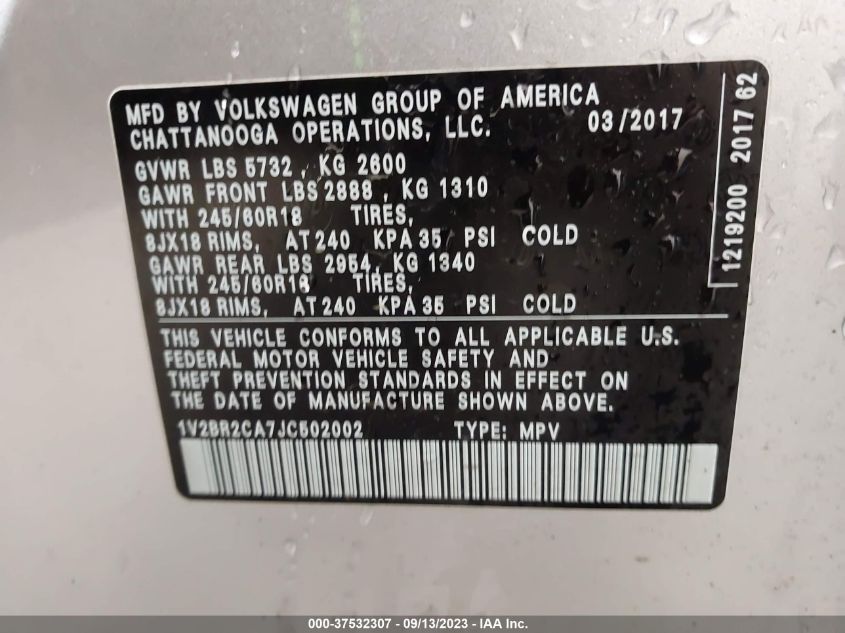 MFD BY VOLKSWAGEN GROUP OF AMERICA
CHATTANOOGA OPERATIONS, LLC. 03/2017
GVWR LBS 5732 , KG 2600
GAWR FRONT LBS 2888 , KG 1310
WITH 245/60R18 TIRES,
8JX18 RIMS, AT 240 KPA 35 PSI COLD
GAWR REAR LBS 2954, KG 1340
WITH 245/60R18 TIRES,
8JX18 RIMS, AT 240 KPA 35 PSI COLD
THIS VEHICLE CONFORMS TO ALL APPLICABLE U.S.
FEDERAL MOTOR VEHICLE SAFETY AND
THEFT PREVENTION STANDARDS IN EFFECT ON
THE DATE OF MANUFACTURE SHOWN ABOVE.
1V2BR2CA7JC502002 TYPE: MPV
1219200 2017 62
000-37532307 - 09/13/2023 - IAAI.com